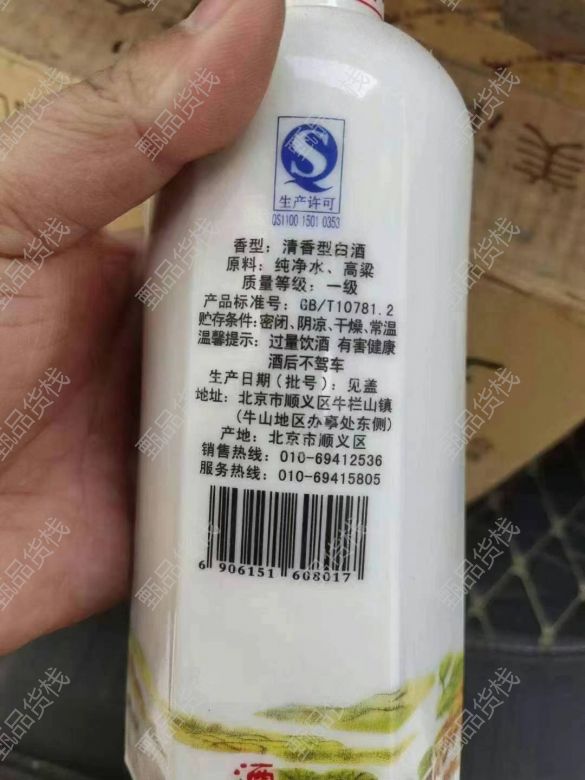 生产许可
QS1100 1501 0353
香型：清香型白酒
原料：纯净水、高粱
质量等级：一级
产品标准号：GB/T10781.2
贮存条件：密闭、阴凉、干燥、常温
温馨提示：过量饮酒 有害健康
酒后不驾车
生产日期（批号）：见盖
地址：北京市顺义区牛栏山镇
（牛山地区办事处东侧）
产地：北京市顺义区
销售热线：010-69412536
服务热线：010-69415805
6 906151 608017
酒
甄品货栈